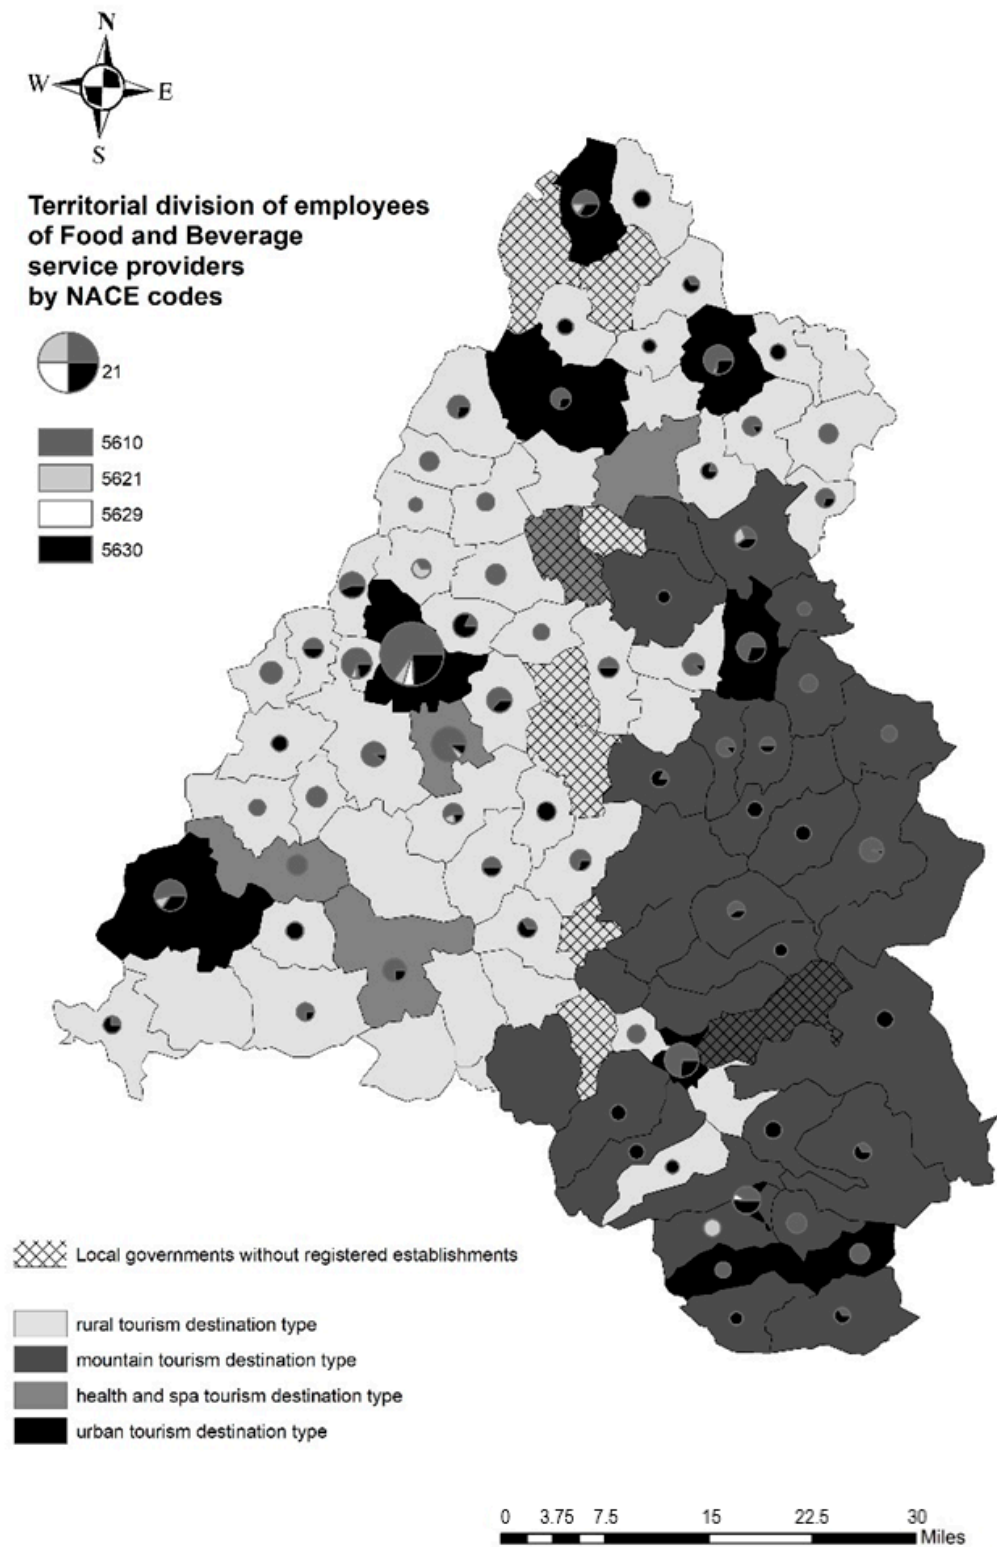 N
W
E
S
Territorial division of employees
of Food and Beverage
service providers
by NACE codes
21
5610
5621
5629
5630
Local governments without registered establishments
rural tourism destination type
mountain tourism destination type
health and spa tourism destination type
urban tourism destination type
0 3.75 7.5 15 22.5 30
Miles